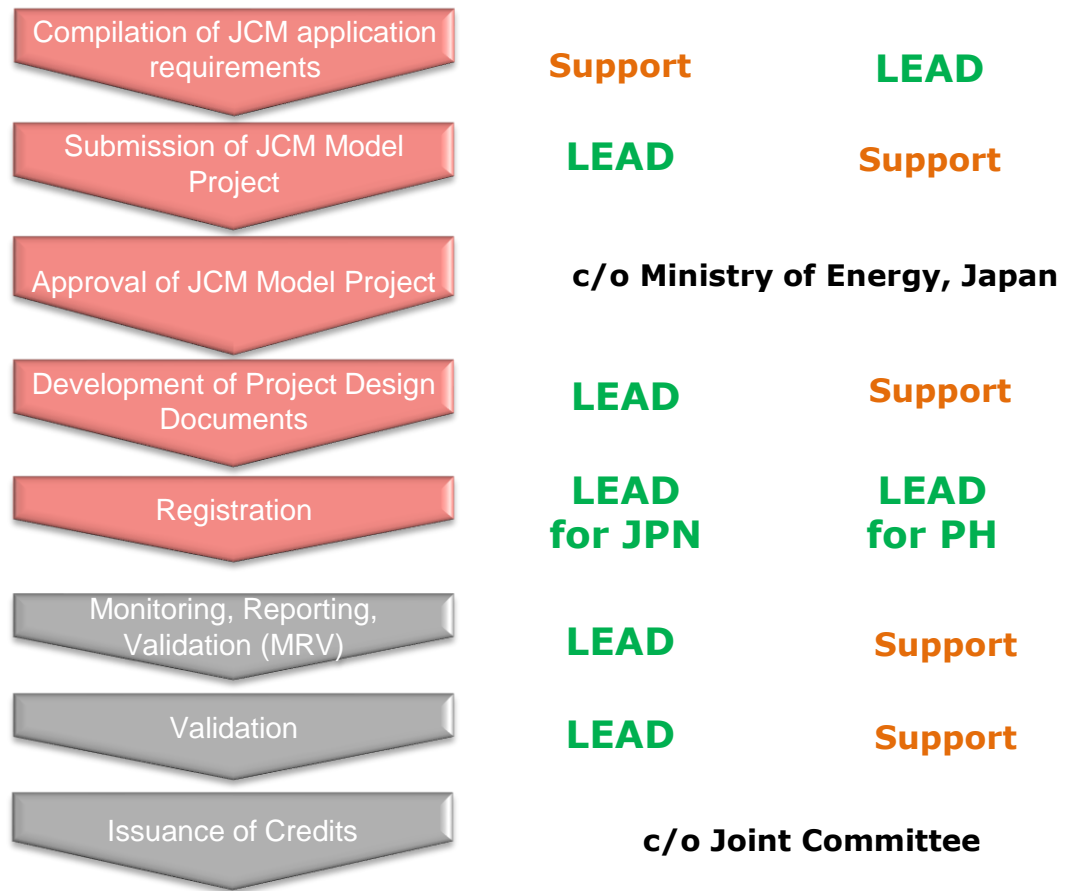 Compilation of JCM application
requirements
Support
LEAD
Submission of JCM Model
Project
LEAD
Support
Approval of JCM Model Project
c/o Ministry of Energy, Japan
Development of Project Design
Documents
LEAD
Support
Registration
LEAD
for JPN
LEAD
for PH
Monitoring, Reporting,
Validation (MRV)
LEAD
Support
Validation
LEAD
Support
Issuance of Credits
c/o Joint Committee